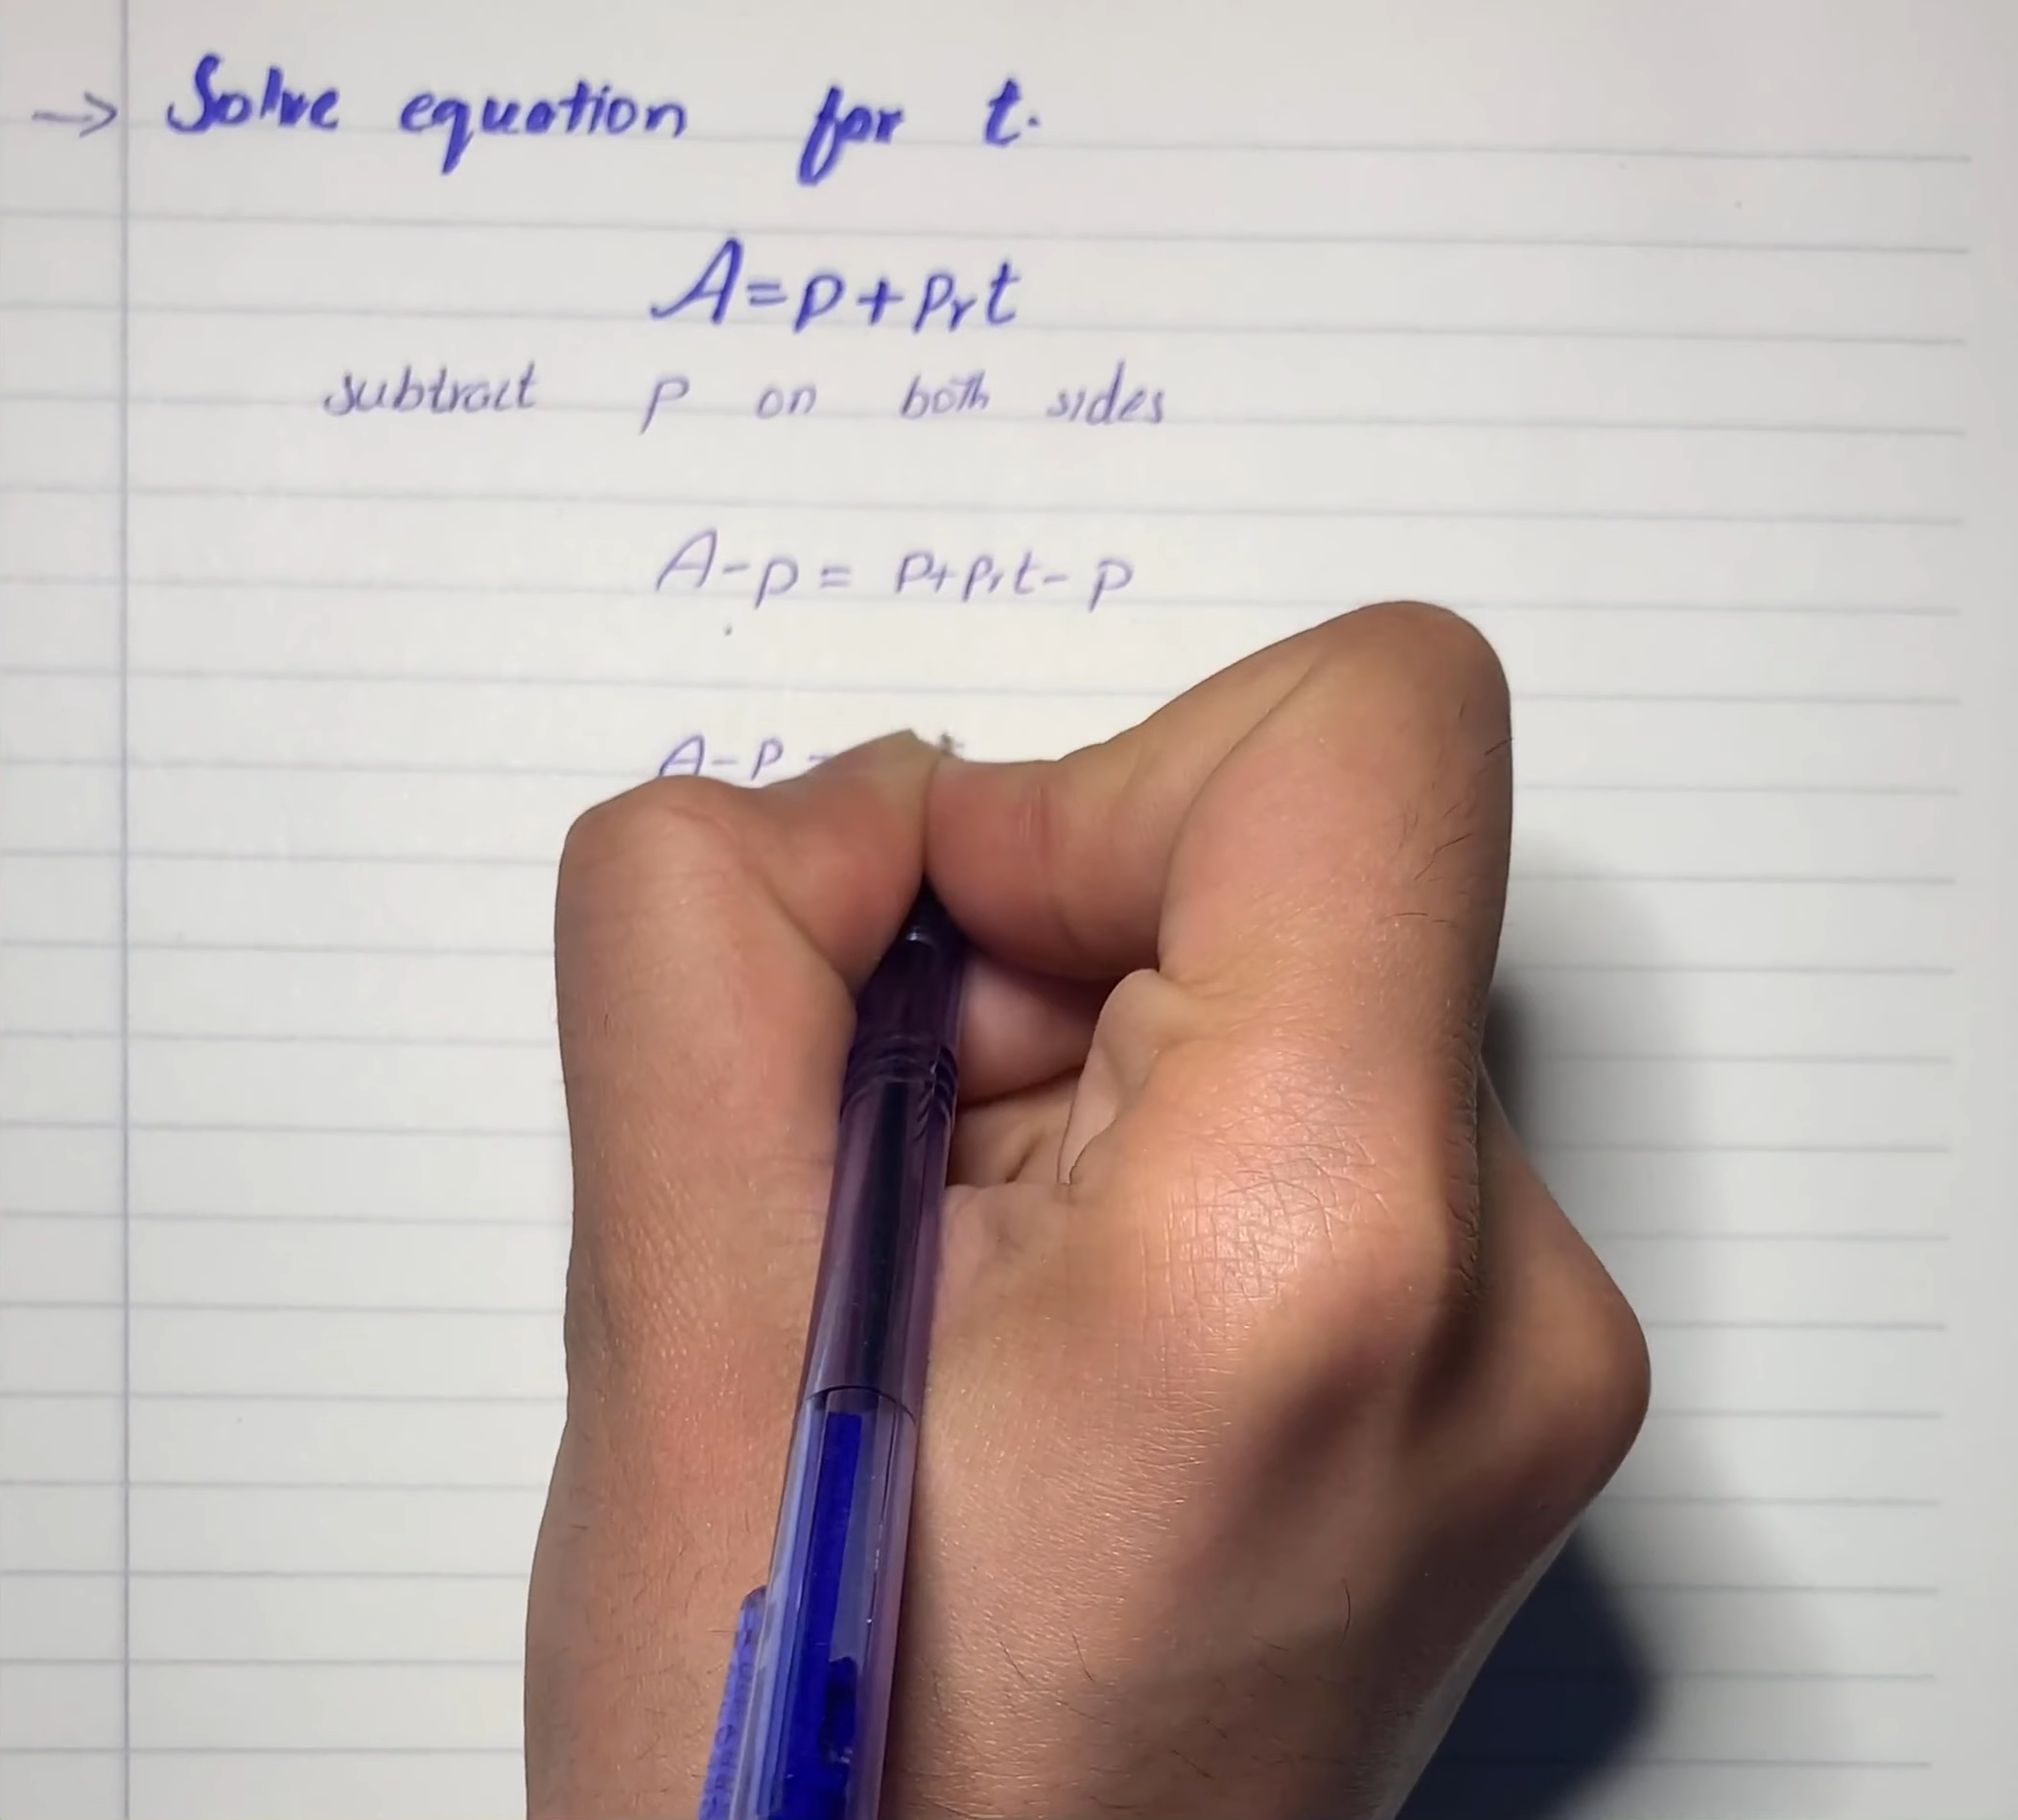 → Solve equation for t.
A=p+prt
subtract p on both sides
A-p= p+prt-p
A-p